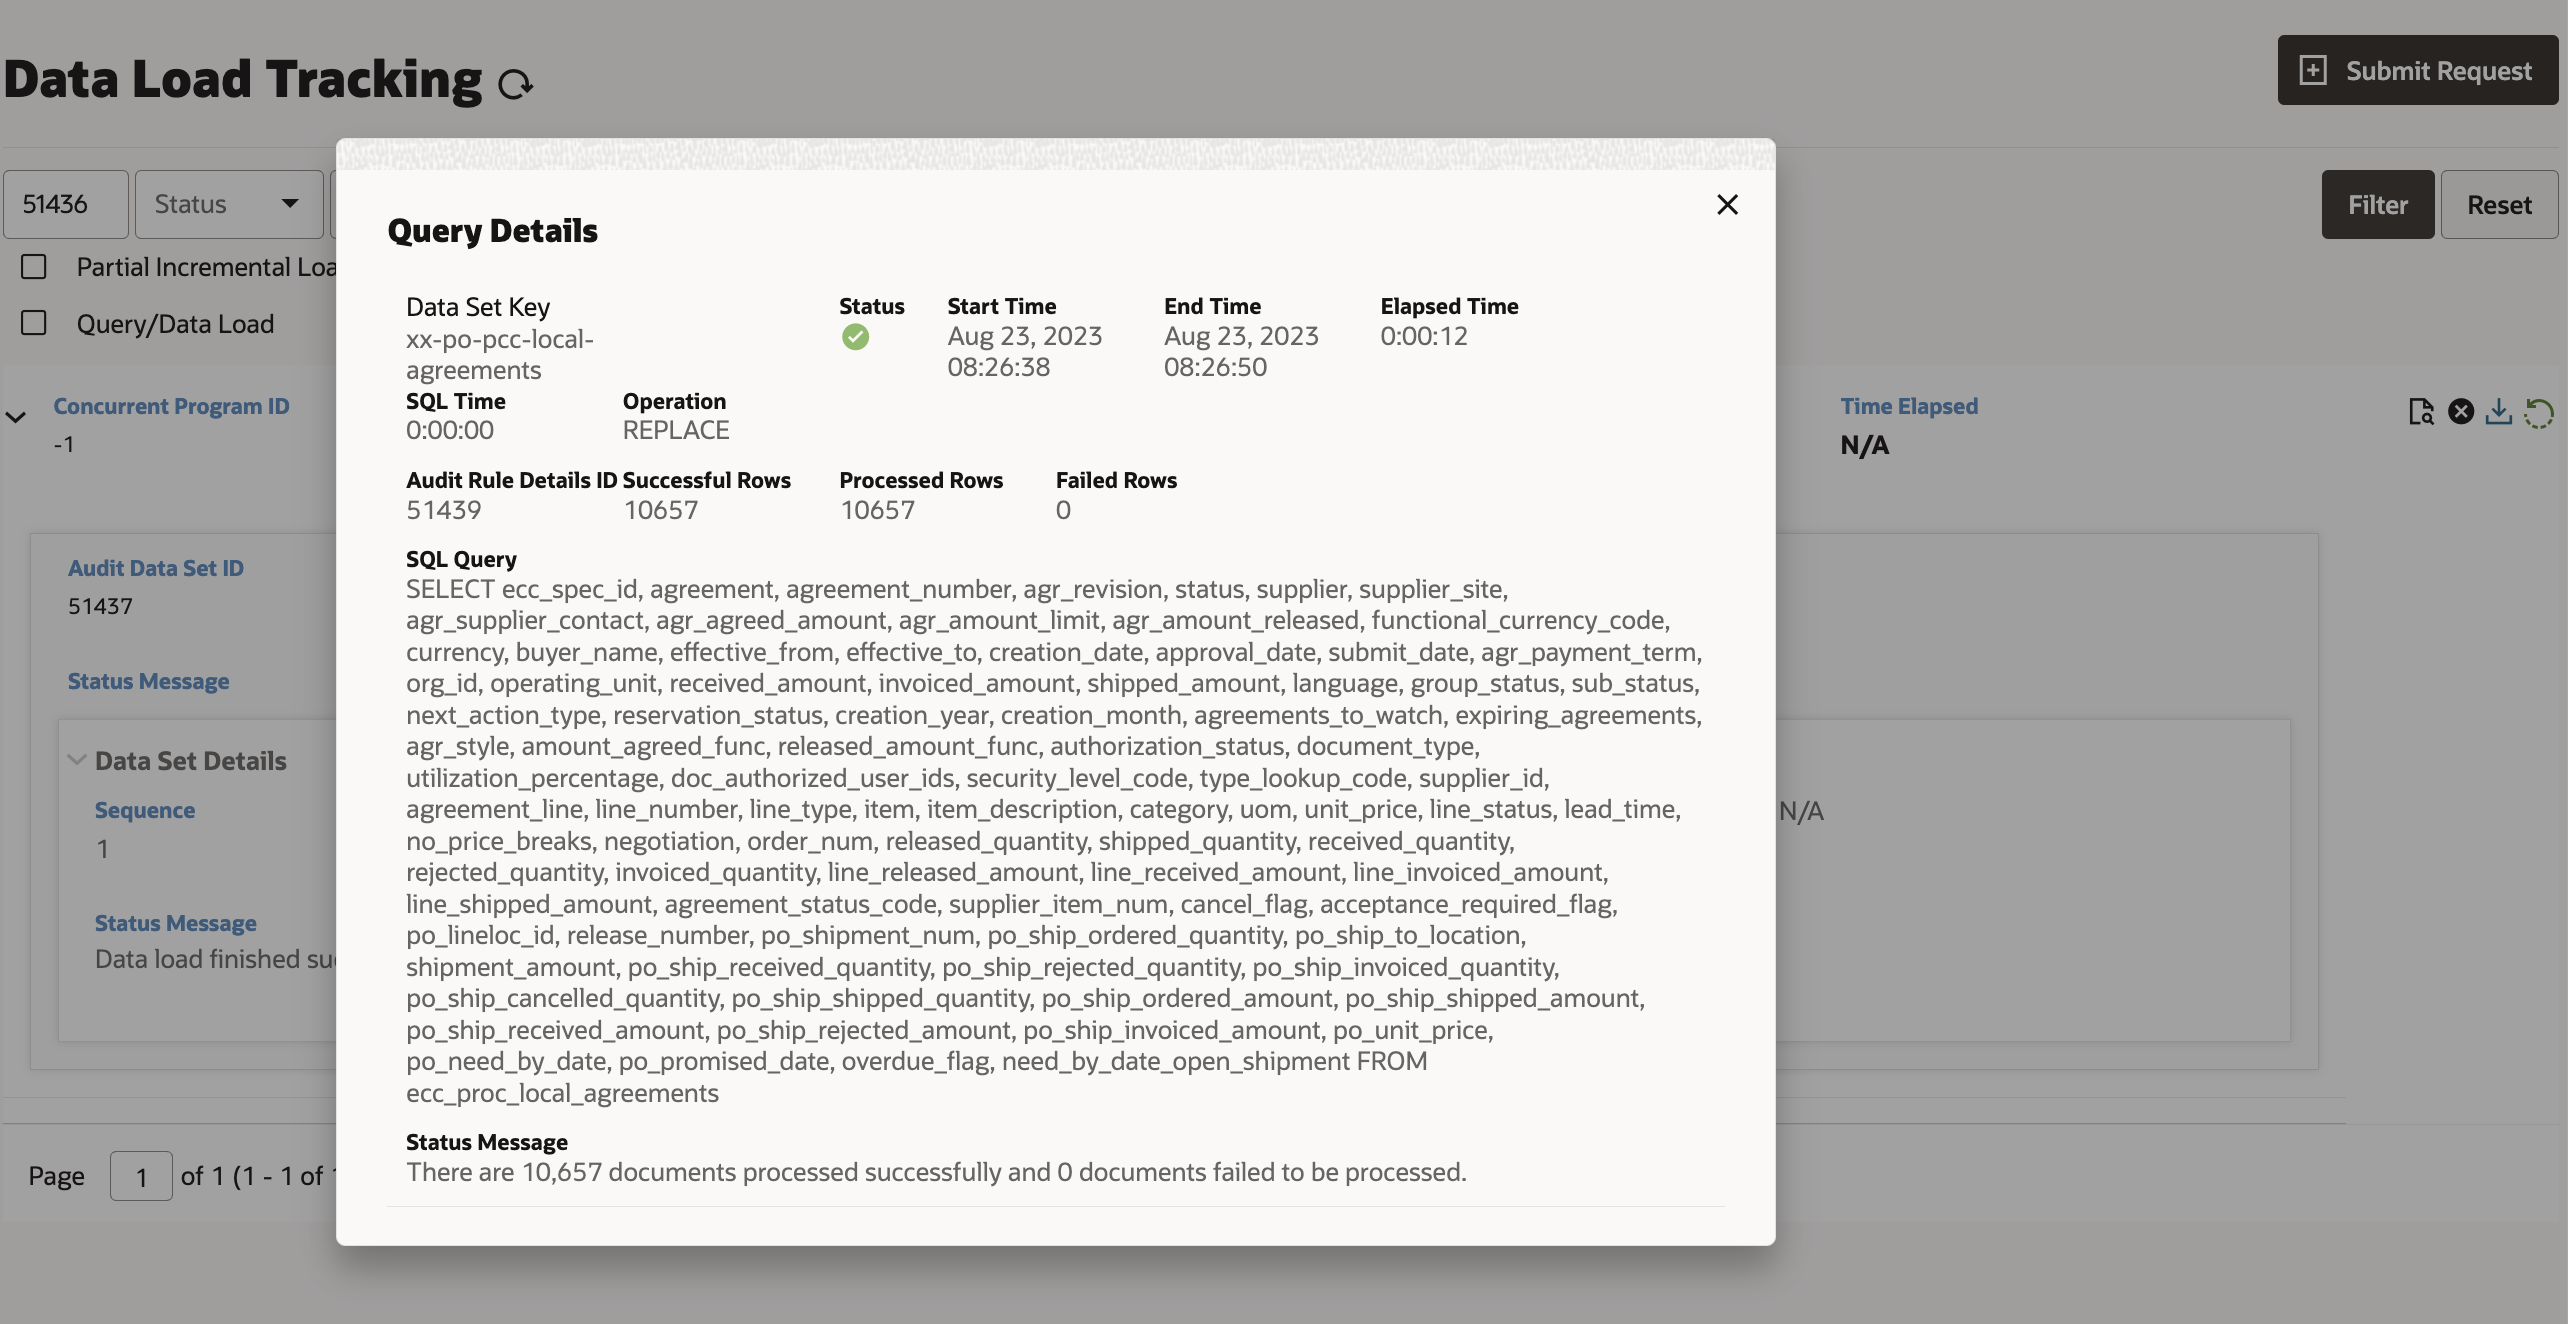 Data Load Tracking
Submit Request
51436
Status
Filter
Reset
Partial Incremental Loa
Query/Data Load
Concurrent Program ID
-1
Time Elapsed
N/A
Audit Data Set ID
51437
Status Message
Data Set Details
Sequence
1
N/A
Status Message
Data load finished su
Page 1 of 1 (1 - 1 of 1
Query Details
Data Set Key
xx-po-pcc-local-
agreements
Status
Start Time
Aug 23, 2023
08:26:38
End Time
Aug 23, 2023
08:26:50
Elapsed Time
0:00:12
SQL Time
0:00:00
Operation
REPLACE
Audit Rule Details ID
51439
Successful Rows
10657
Processed Rows
10657
Failed Rows
0
SQL Query
SELECT ecc_spec_id, agreement, agreement_number, agr_revision, status, supplier, supplier_site,
agr_supplier_contact, agr_agreed_amount, agr_amount_limit, agr_amount_released, functional_currency_code,
currency, buyer_name, effective_from, effective_to, creation_date, approval_date, submit_date, agr_payment_term,
org_id, operating_unit, received_amount, invoiced_amount, shipped_amount, language, group_status, sub_status,
next_action_type, reservation_status, creation_year, creation_month, agreements_to_watch, expiring_agreements,
agr_style, amount_agreed_func, released_amount_func, authorization_status, document_type,
utilization_percentage, doc_authorized_user_ids, security_level_code, type_lookup_code, supplier_id,
agreement_line, line_number, line_type, item, item_description, category, uom, unit_price, line_status, lead_time,
no_price_breaks, negotiation, order_num, released_quantity, shipped_quantity, received_quantity,
rejected_quantity, invoiced_quantity, line_released_amount, line_received_amount, line_invoiced_amount,
line_shipped_amount, agreement_status_code, supplier_item_num, cancel_flag, acceptance_required_flag,
po_lineloc_id, release_number, po_shipment_num, po_ship_ordered_quantity, po_ship_to_location,
shipment_amount, po_ship_received_quantity, po_ship_rejected_quantity, po_ship_invoiced_quantity,
po_ship_cancelled_quantity, po_ship_shipped_quantity, po_ship_ordered_amount, po_ship_shipped_amount,
po_ship_received_amount, po_ship_rejected_amount, po_ship_invoiced_amount, po_unit_price,
po_need_by_date, po_promised_date, overdue_flag, need_by_date_open_shipment FROM
ecc_proc_local_agreements
Status Message
There are 10,657 documents processed successfully and 0 documents failed to be processed.